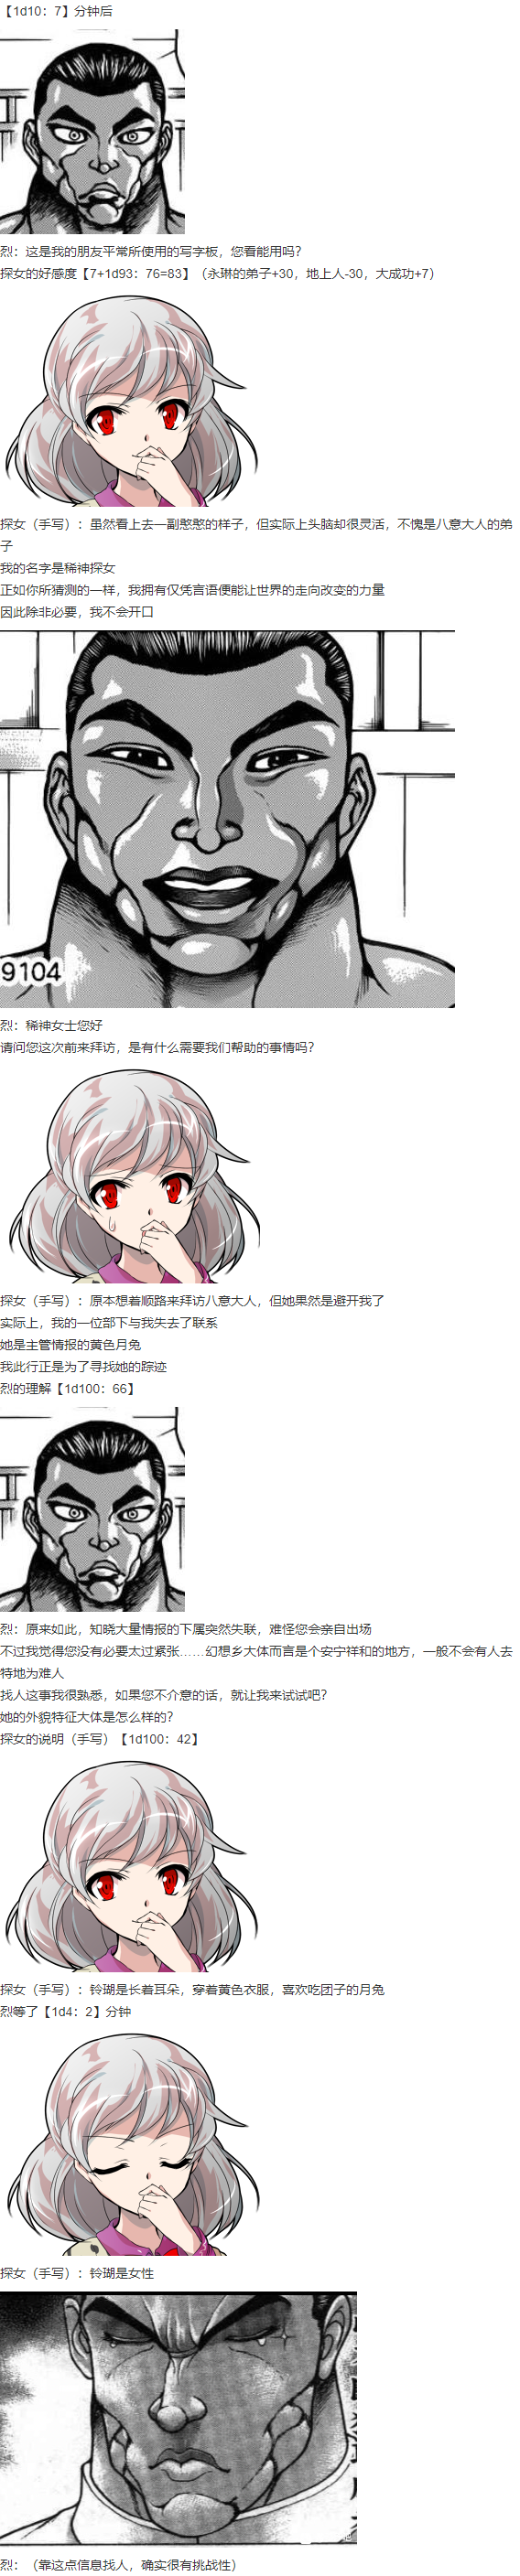 【1d10：7】分钟后
烈：这是我的朋友平常所使用的写字板，您看能用吗？
探女的好感度【7+1d93：76=83】（永琳的弟子+30，地上人-30，大成功+7）
探女（手写）：虽然看上去一副憨憨的样子，但实际上头脑却很灵活，不愧是八意大人的弟
子
我的名字是稀神探女
正如你所猜测的一样，我拥有仅凭言语便能让世界的走向改变的力量
因此除非必要，我不会开口
9104
烈：稀神女士您好
请问您这次前来拜访，是有什么需要我们帮助的事情吗？
探女（手写）：原本想着顺路来拜访八意大人，但她果然是避开我了
实际上，我的一位部下与我失去了联系
她是主管情报的黄色月兔
我此行正是为了寻找她的踪迹
烈的理解【1d100：66】
烈：原来如此，知晓大量情报的下属突然失联，难怪您会亲自出场
不过我觉得您没有必要太过紧张……幻想乡大体而言是个安宁祥和的地方，一般不会有人去
特地为难人
找人这事我很熟悉，如果您不介意的话，就让我来试试吧？
她的外貌特征大体是怎么样的？
探女的说明（手写）【1d100：42】
探女（手写）：铃瑚是长着耳朵，穿着黄色衣服，喜欢吃团子的月兔
烈等了【1d4：2】分钟
探女（手写）：铃瑚是女性
烈：（靠这点信息找人，确实很有挑战性）